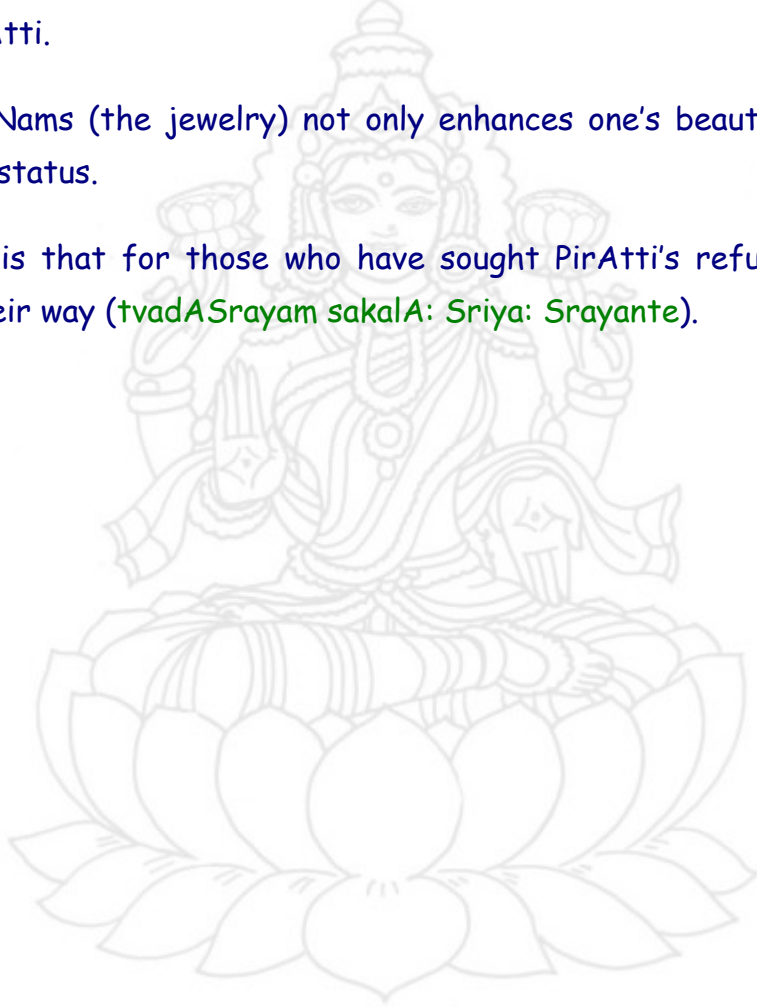 Atti.
Nams (the jewelry) not only enhances one's beaut
status.
is that for those who have sought PirAtti's refu
eir way (tvadASrayam sakalA: Sriya: Srayante).